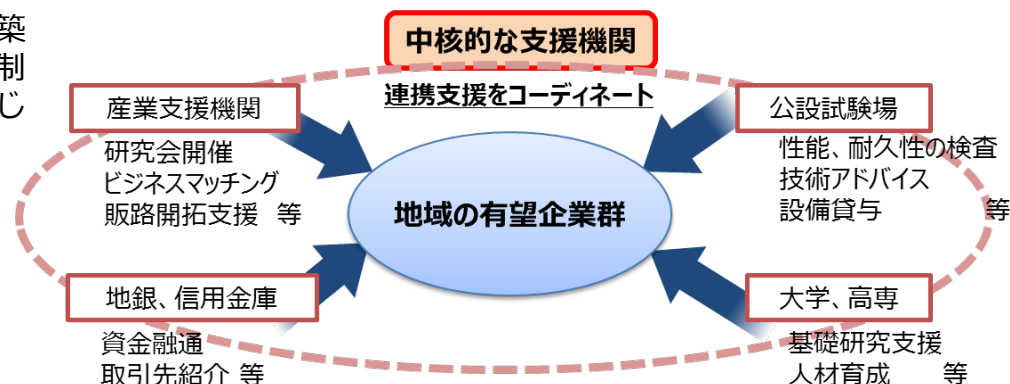 築
制
じ
中核的な支援機関
連携支援をコーディネート
産業支援機関
研究会開催
ビジネスマッチング
販路開拓支援 等
公設試験場
性能、耐久性の検査
技術アドバイス
設備貸与 等
地域の有望企業群
地銀、信用金庫
資金融通
取引先紹介 等
大学、高専
基礎研究支援
人材育成 等